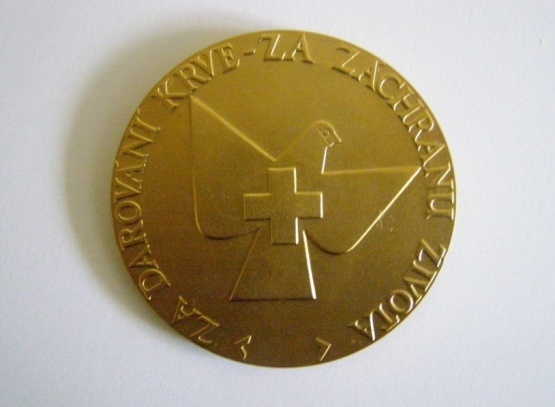 ZA DAROVÁNÍ KRVE - ZA ZÁCHRANU ŽIVOTA